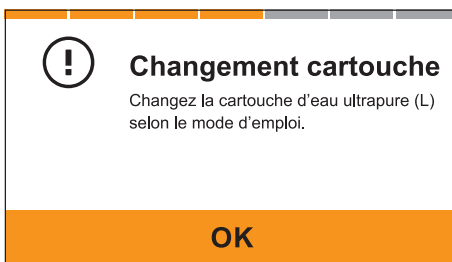 Changement cartouche
Changez la cartouche d'eau ultrapure (L)
selon le mode d'emploi.
OK